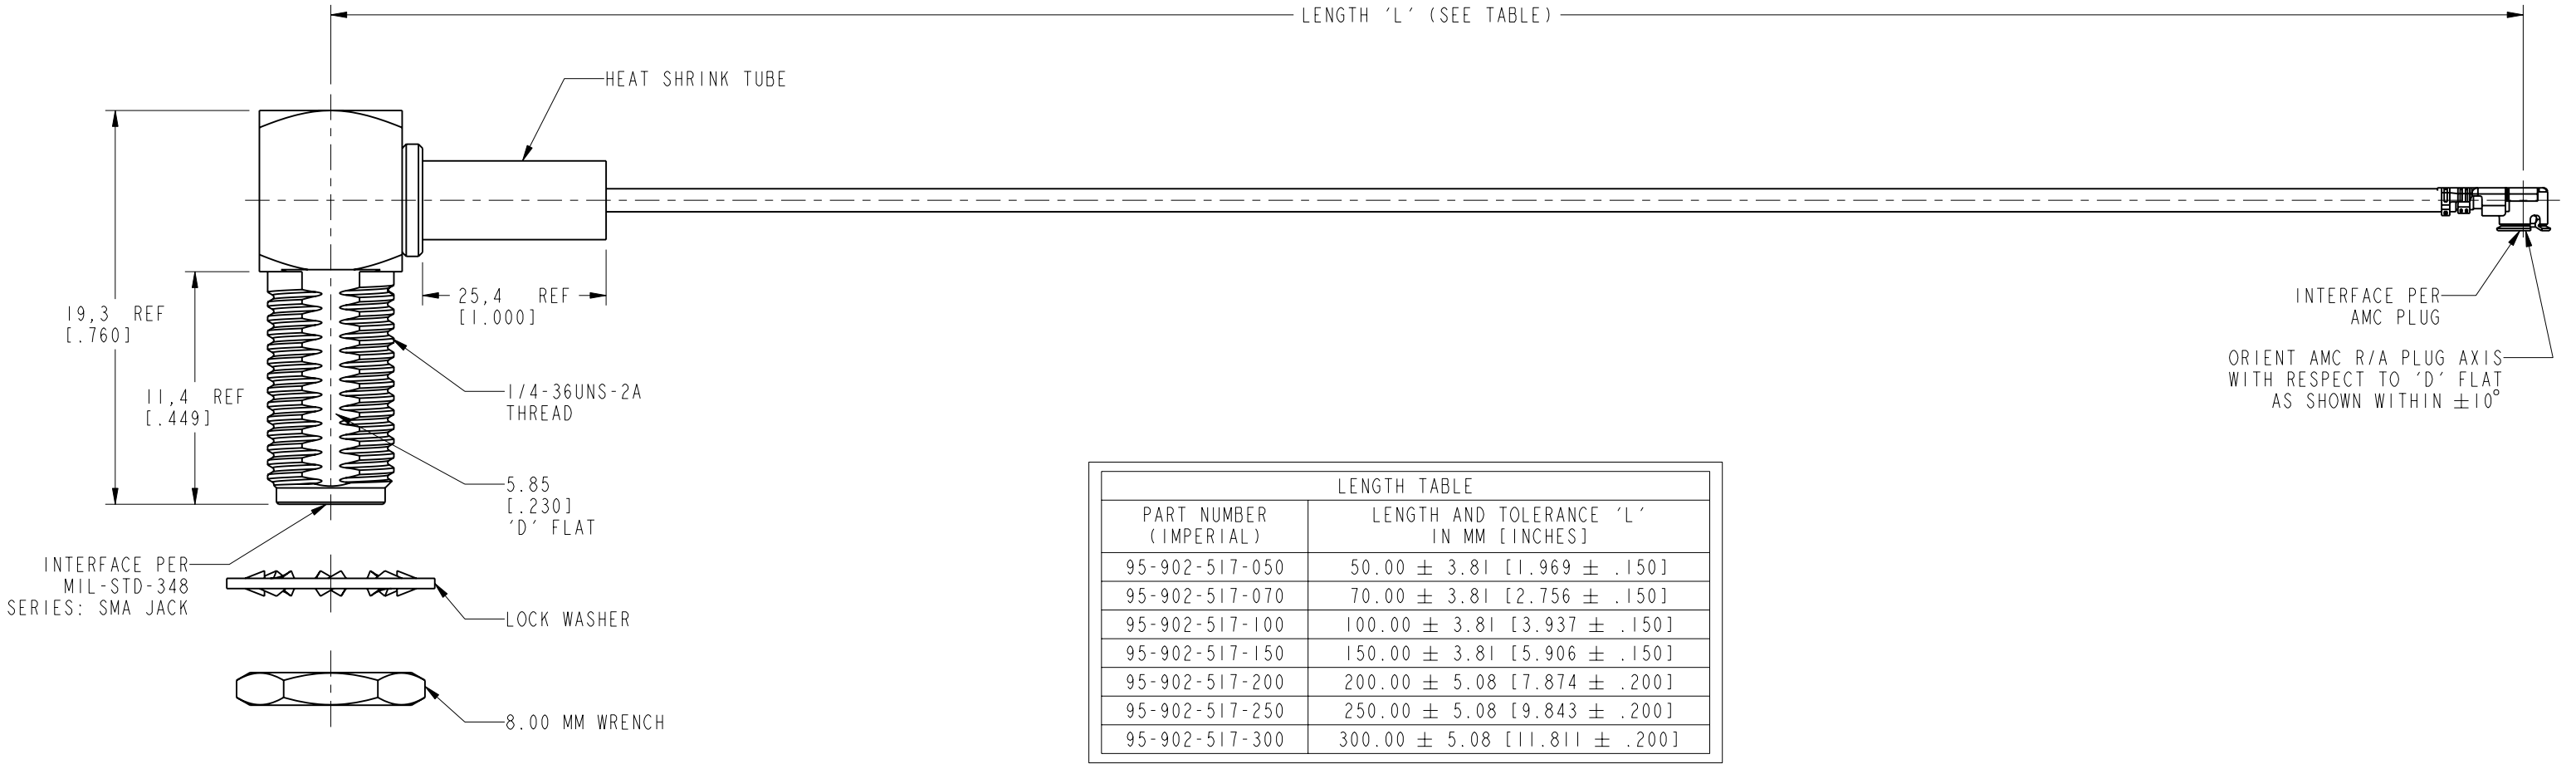 LENGTH 'L' (SEE TABLE)
HEAT SHRINK TUBE
19,3 REF
[.760]
11,4 REF
[.449]
25,4 REF
[1.000]
1/4-36UNS-2A
THREAD
5.85
[.230]
'D' FLAT
INTERFACE PER
MIL-STD-348
SERIES: SMA JACK
LOCK WASHER
8.00 MM WRENCH
INTERFACE PER
AMC PLUG
ORIENT AMC R/A PLUG AXIS
WITH RESPECT TO 'D' FLAT
AS SHOWN WITHIN ±10°
LENGTH TABLE
PART NUMBER
(IMPERIAL)
LENGTH AND TOLERANCE 'L'
IN MM [INCHES]
95-902-517-050 50.00 ± 3.81 [1.969 ± .150]
95-902-517-070 70.00 ± 3.81 [2.756 ± .150]
95-902-517-100 100.00 ± 3.81 [3.937 ± .150]
95-902-517-150 150.00 ± 3.81 [5.906 ± .150]
95-902-517-200 200.00 ± 5.08 [7.874 ± .200]
95-902-517-250 250.00 ± 5.08 [9.843 ± .200]
95-902-517-300 300.00 ± 5.08 [11.811 ± .200]